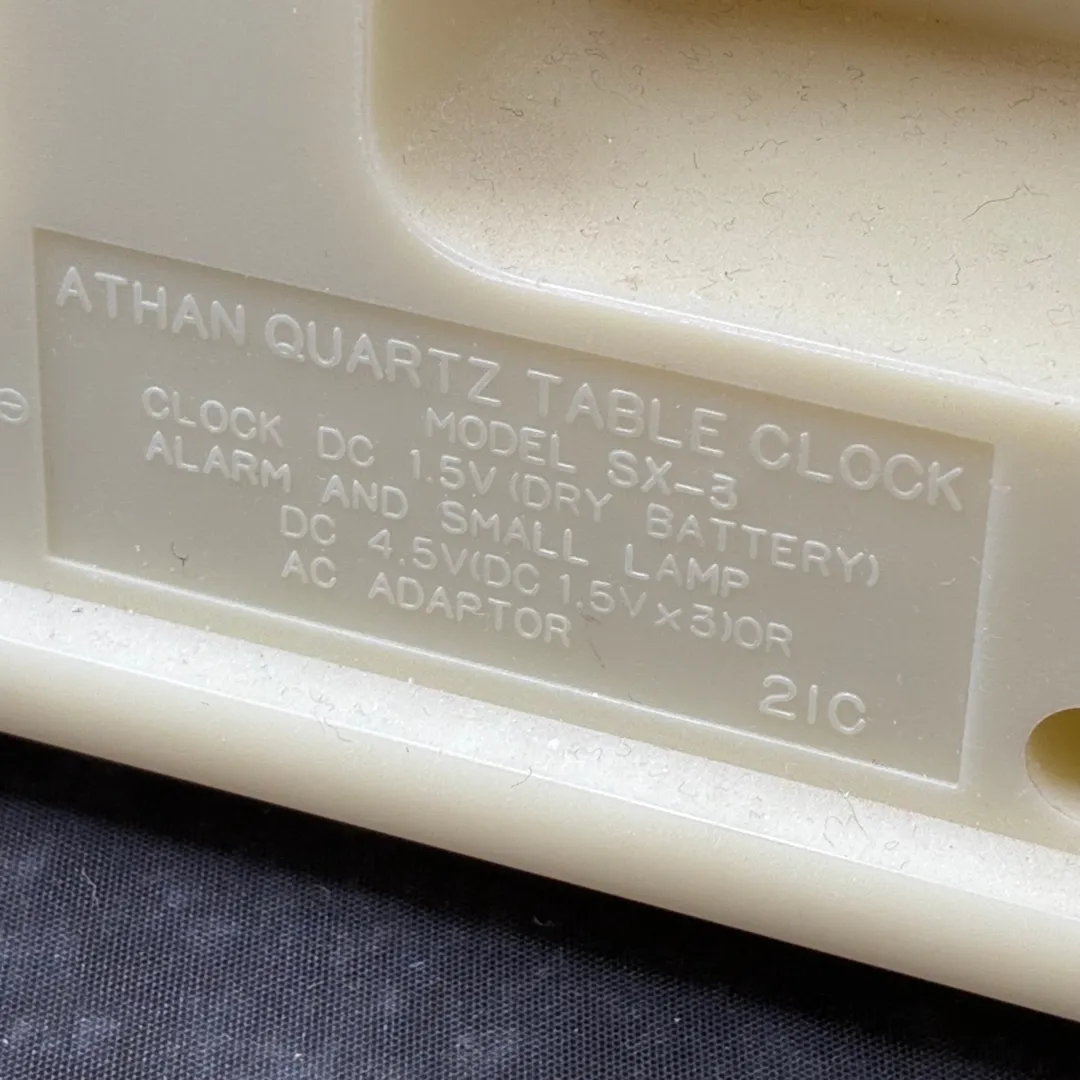 ATHAN QUARTZ TABLE CLOCK
MODEL SX-3
CLOCK DC 1.5V (DRY BATTERY)
ALARM AND SMALL LAMP
DC 4.5V(DC 1.5V×3)OR
AC ADAPTOR
21C